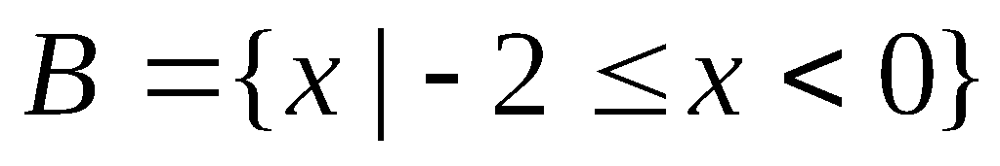 B = {x | - 2 ≤ x < 0}